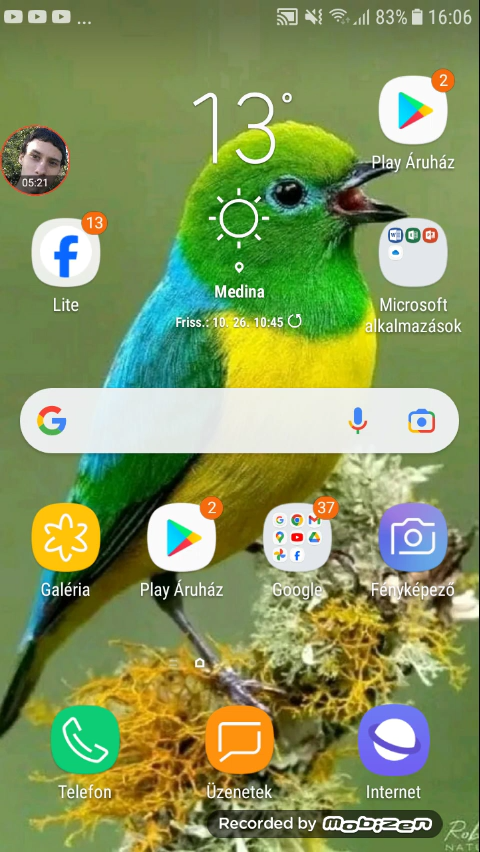 ... 83% 16:06
13°
2
Play Áruház
05:21
13
Lite
Medina
Friss.: 10. 26. 10:45
Microsoft
alkalmazások
G
Galéria
2
Play Áruház
37
Google
Fényképező
Telefon
Üzenetek
Internet
Recorded by Mobizen